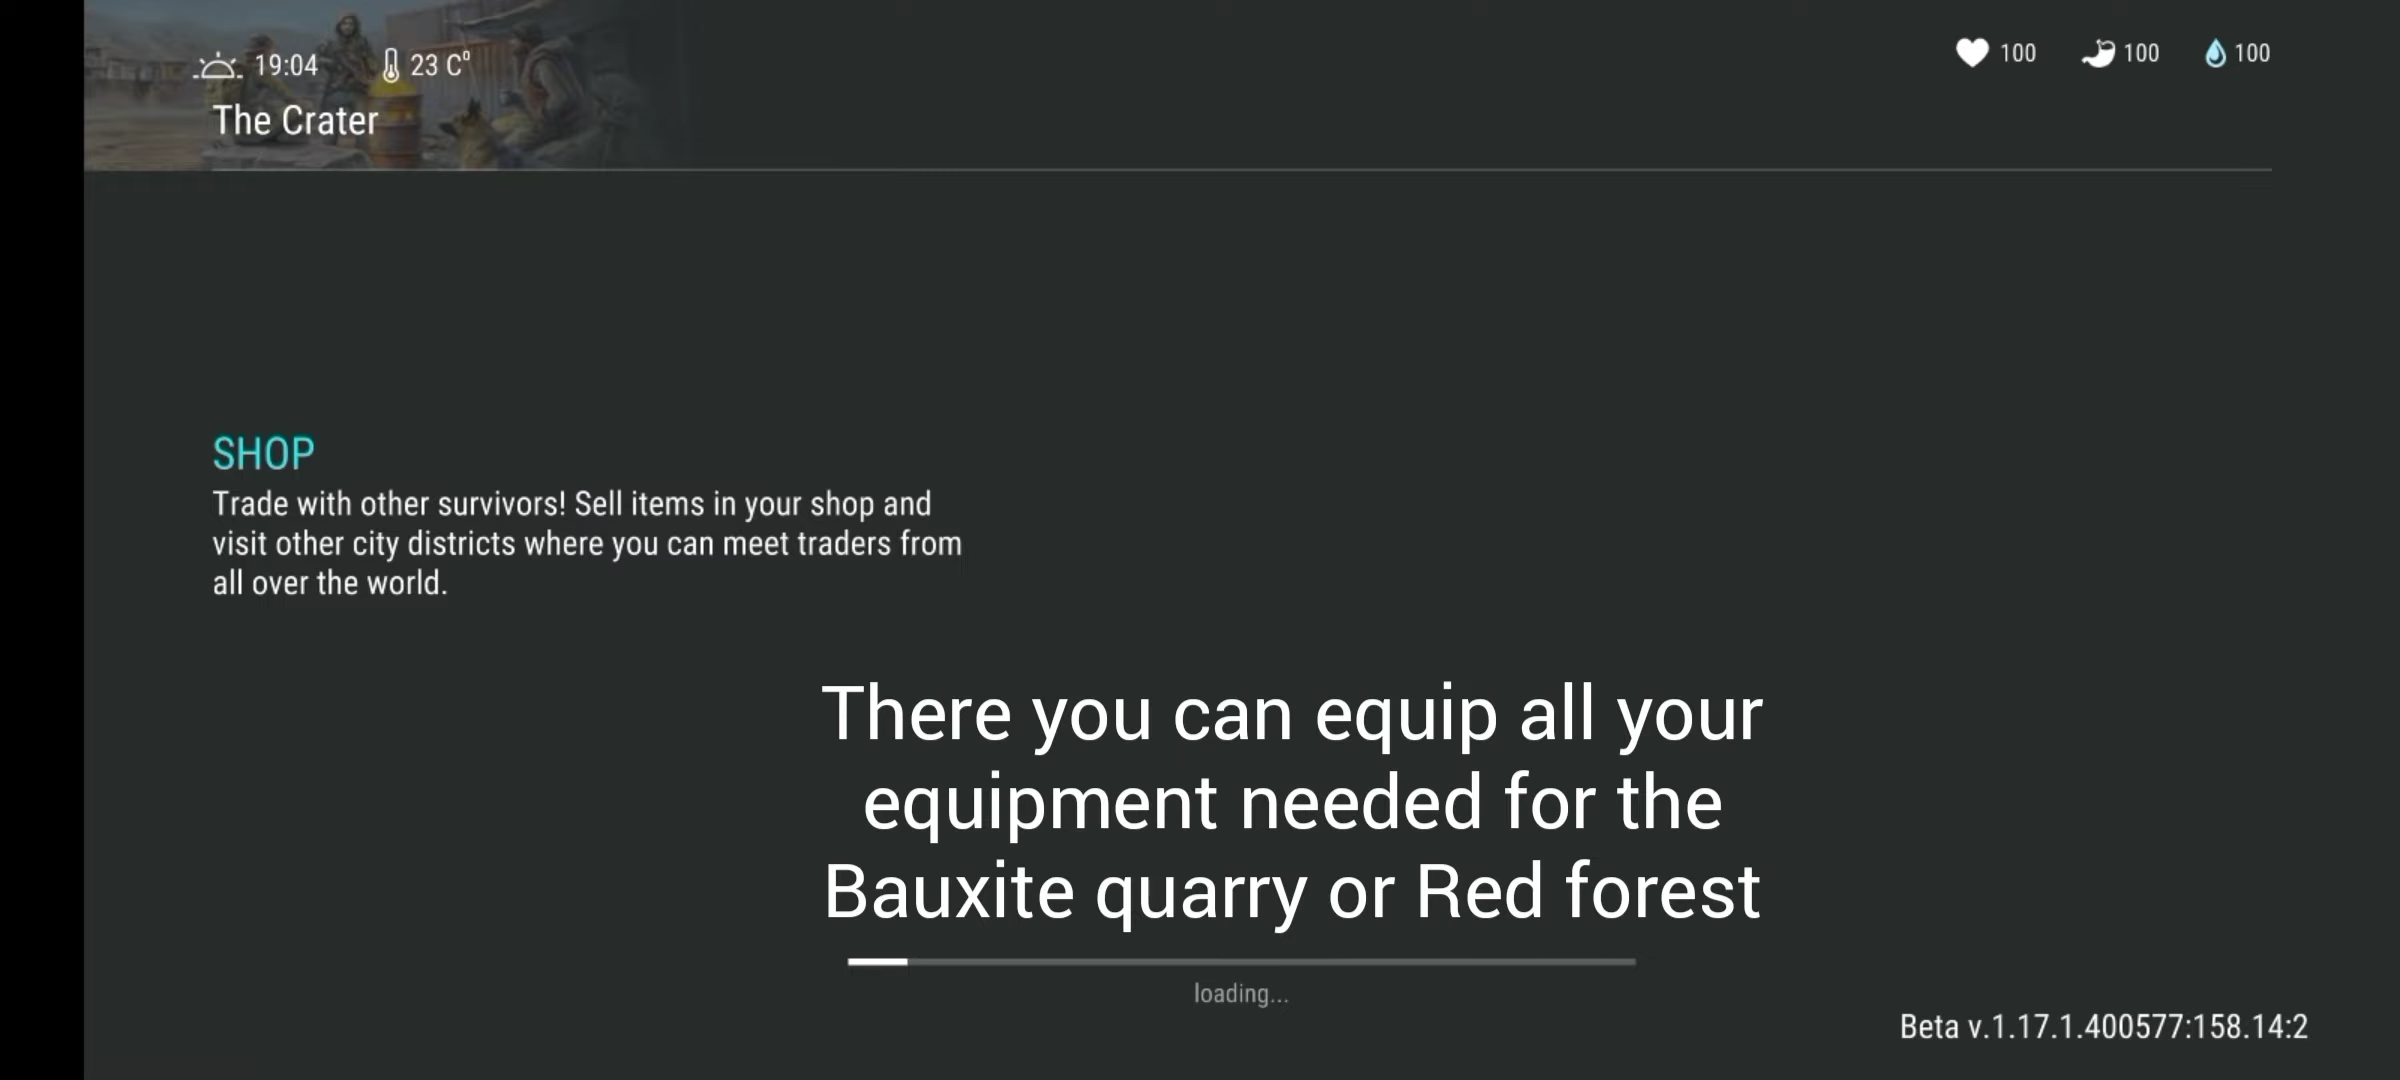 19:04 23 C⁰ 100 100 100
The Crater
SHOP
Trade with other survivors! Sell items in your shop and
visit other city districts where you can meet traders from
all over the world.
There you can equip all your
equipment needed for the
Bauxite quarry or Red forest
loading...
Beta v.1.17.1.400577:158.14:2